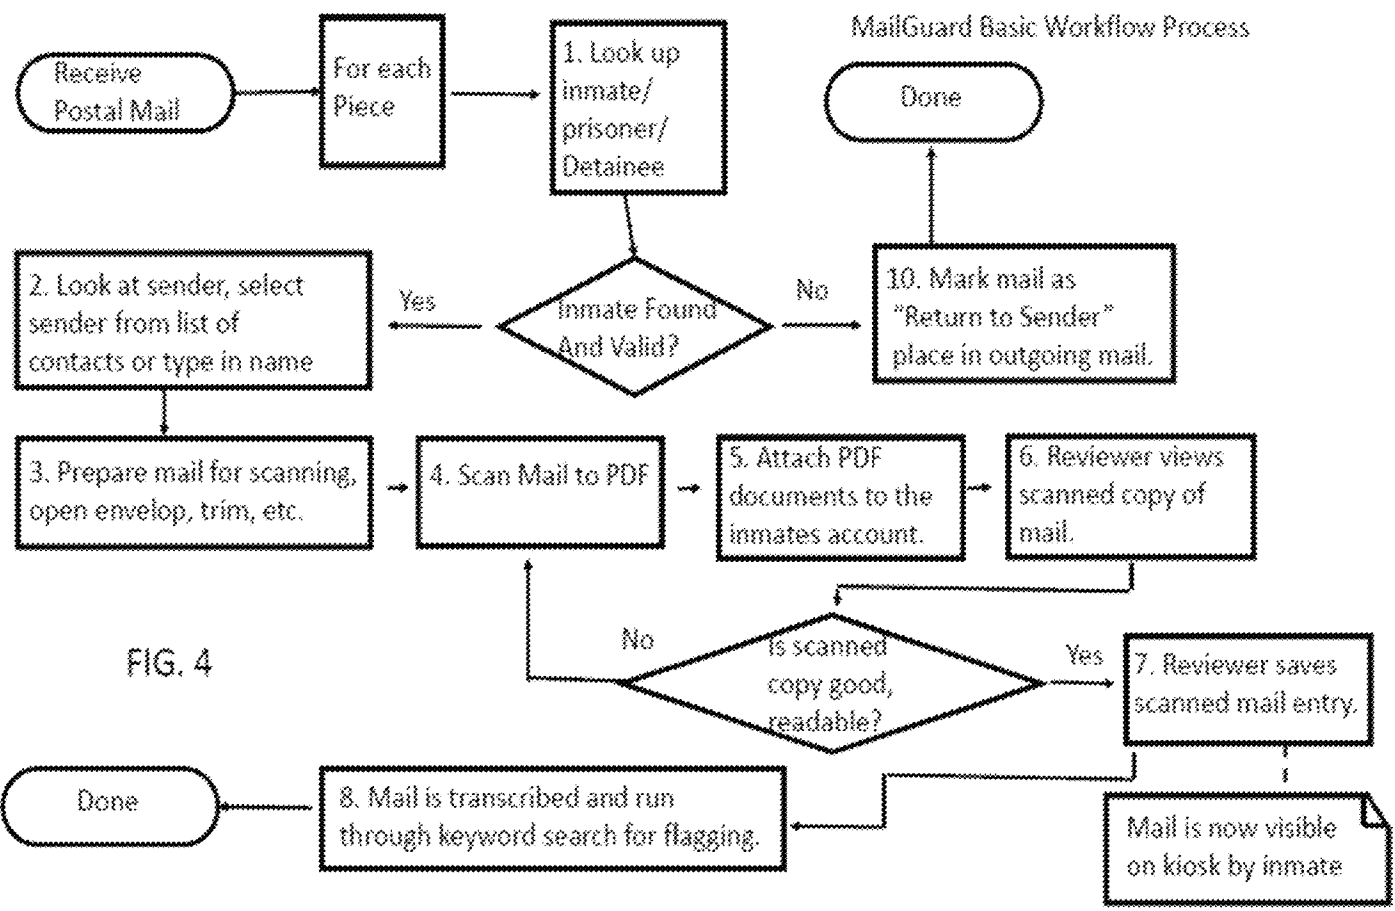 MailGuard Basic Workflow Process
Receive
Postal Mail
For each
Piece
1. Look up
inmate/
prisoner/
Detainee
Done
2. Look at sender, select
sender from list of
contacts or type in name
Yes
Inmate Found
And Valid?
No
10. Mark mail as
“Return to Sender”
place in outgoing mail.
3. Prepare mail for scanning,
open envelop, trim, etc.
4. Scan Mail to PDF
5. Attach PDF
documents to the
inmates account.
6. Reviewer views
scanned copy of
mail.
No
Is scanned
copy good,
readable?
Yes
7. Reviewer saves
scanned mail entry.
FIG. 4
Done
8. Mail is transcribed and run
through keyword search for flagging.
Mail is now visible
on kiosk by inmate